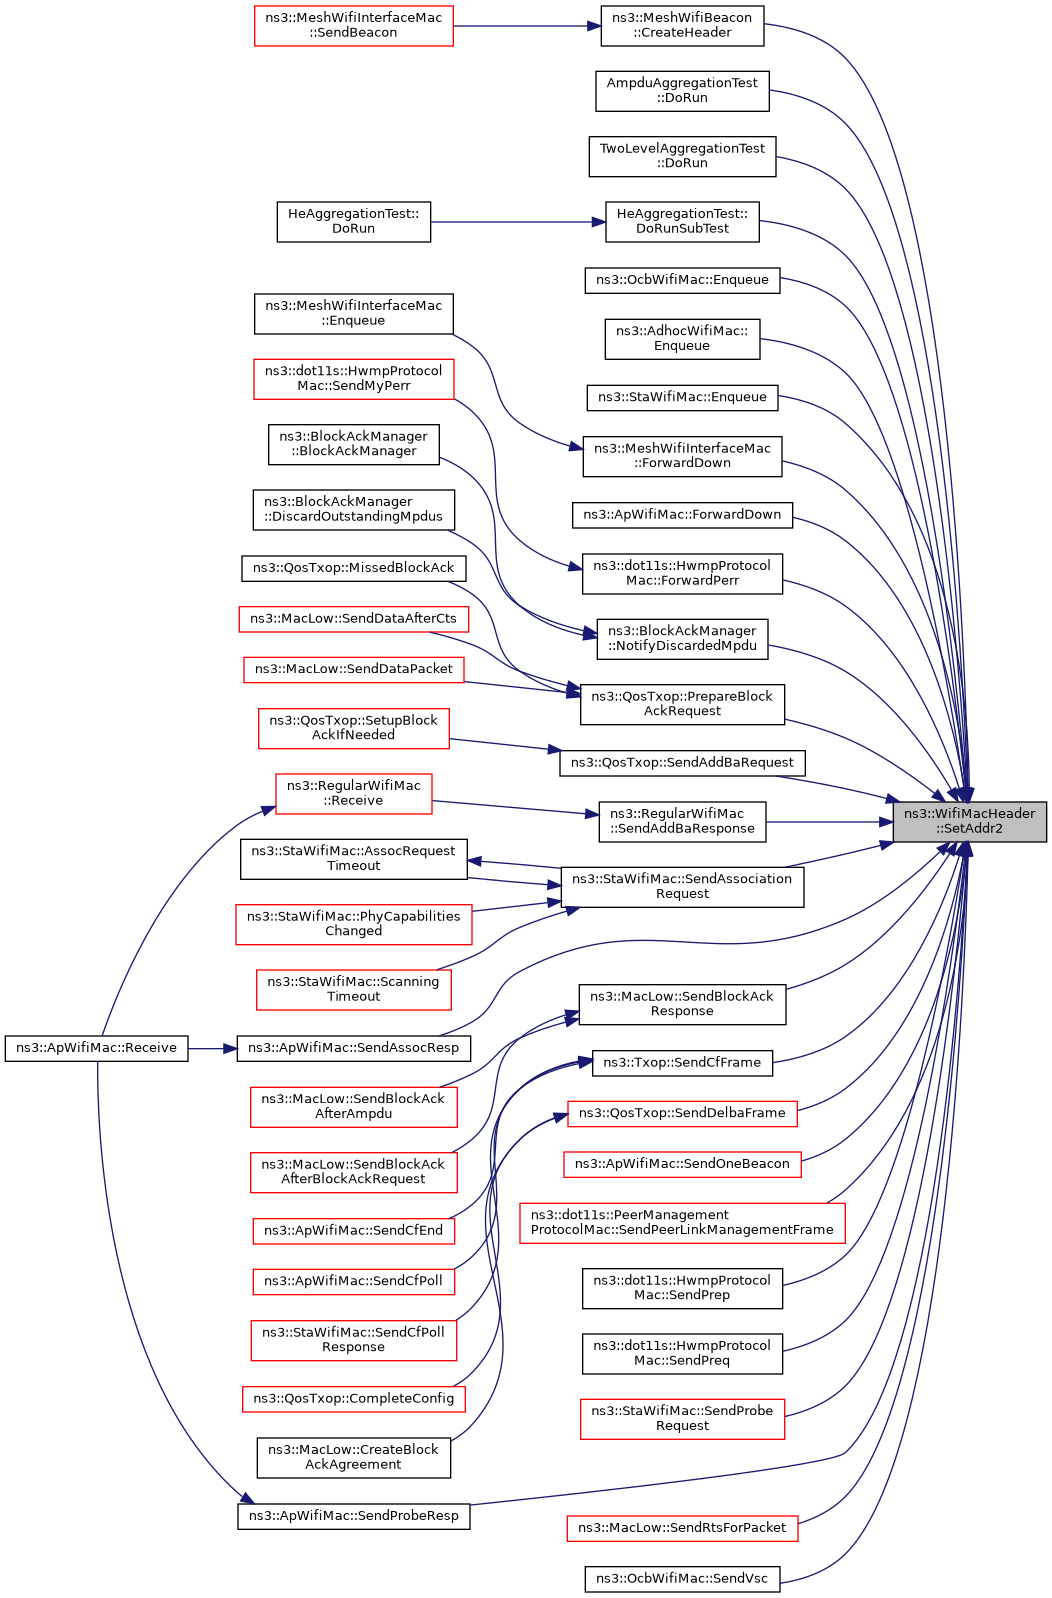 ns3::MeshWifiInterfaceMac
::SendBeacon
ns3::MeshWifiBeacon
::CreateHeader
AmpduAggregationTest
::DoRun
TwoLevelAggregationTest
::DoRun
HeAggregationTest::
DoRun
HeAggregationTest::
DoRunSubTest
ns3::OcbWifiMac::Enqueue
ns3::MeshWifiInterfaceMac
::Enqueue
ns3::AdhocWifiMac::
Enqueue
ns3::dot11s::HwmpProtocol
Mac::SendMyPerr
ns3::StaWifiMac::Enqueue
ns3::BlockAckManager
::BlockAckManager
ns3::MeshWifiInterfaceMac
::ForwardDown
ns3::BlockAckManager
::DiscardOutstandingMpdus
ns3::ApWifiMac::ForwardDown
ns3::QosTxop::MissedBlockAck
ns3::dot11s::HwmpProtocol
Mac::ForwardPerr
ns3::MacLow::SendDataAfterCts
ns3::BlockAckManager
::NotifyDiscardedMpdu
ns3::MacLow::SendDataPacket
ns3::QosTxop::PrepareBlock
AckRequest
ns3::QosTxop::SetupBlock
AckIfNeeded
ns3::QosTxop::SendAddBaRequest
ns3::RegularWifiMac
::Receive
ns3::RegularWifiMac
::SendAddBaResponse
ns3::WifiMacHeader
::SetAddr2
ns3::StaWifiMac::AssocRequest
Timeout
ns3::StaWifiMac::SendAssociation
Request
ns3::StaWifiMac::PhyCapabilities
Changed
ns3::StaWifiMac::Scanning
Timeout
ns3::MacLow::SendBlockAck
Response
ns3::ApWifiMac::Receive
ns3::ApWifiMac::SendAssocResp
ns3::Txop::SendCfFrame
ns3::MacLow::SendBlockAck
AfterAmpdu
ns3::QosTxop::SendDelbaFrame
ns3::MacLow::SendBlockAck
AfterBlockAckRequest
ns3::ApWifiMac::SendOneBeacon
ns3::ApWifiMac::SendCfEnd
ns3::dot11s::PeerManagement
ProtocolMac::SendPeerLinkManagementFrame
ns3::ApWifiMac::SendCfPoll
ns3::dot11s::HwmpProtocol
Mac::SendPrep
ns3::StaWifiMac::SendCfPoll
Response
ns3::dot11s::HwmpProtocol
Mac::SendPreq
ns3::QosTxop::CompleteConfig
ns3::StaWifiMac::SendProbe
Request
ns3::MacLow::CreateBlock
AckAgreement
ns3::ApWifiMac::SendProbeResp
ns3::MacLow::SendRtsForPacket
ns3::OcbWifiMac::SendVsc